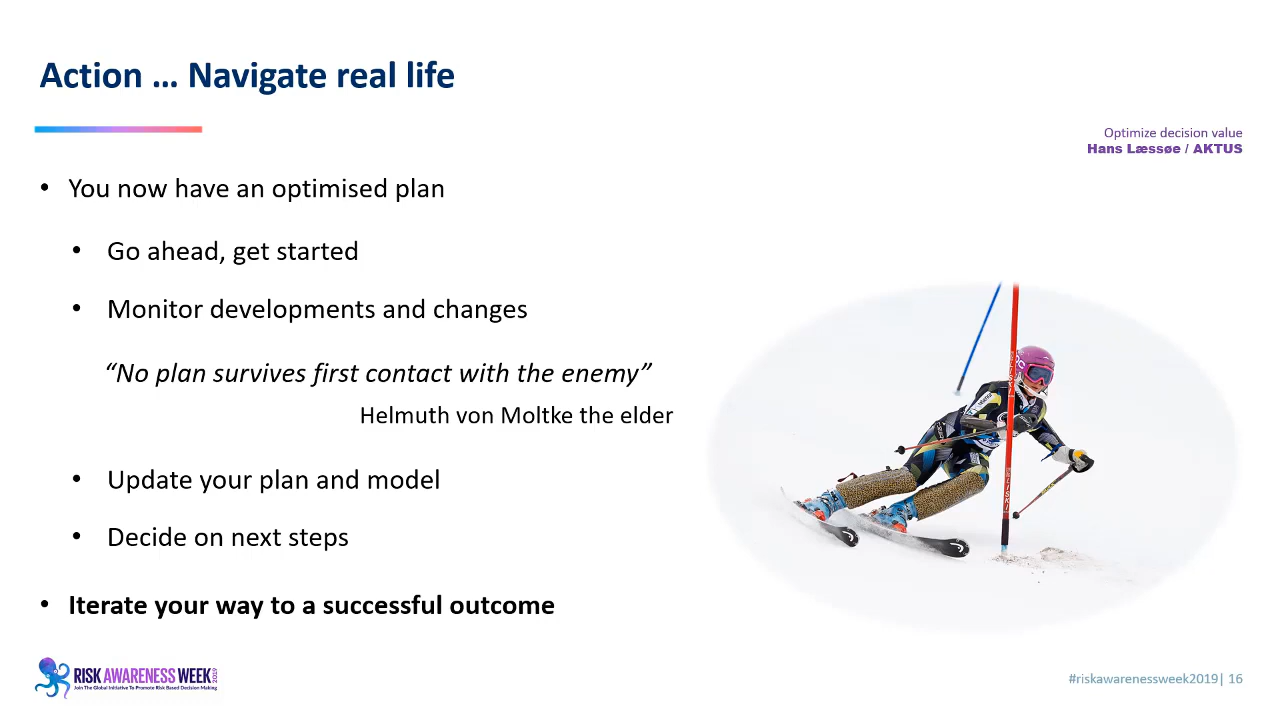 Action … Navigate real life
Optimize decision value
Hans Læssøe / AKTUS
• You now have an optimised plan
• Go ahead, get started
• Monitor developments and changes
“No plan survives first contact with the enemy”
Helmuth von Moltke the elder
• Update your plan and model
• Decide on next steps
• Iterate your way to a successful outcome
RISK AWARENESS WEEK 2019
Join The Global Initiative To Promote Risk Based Decision Making
#riskawarenessweek2019| 16